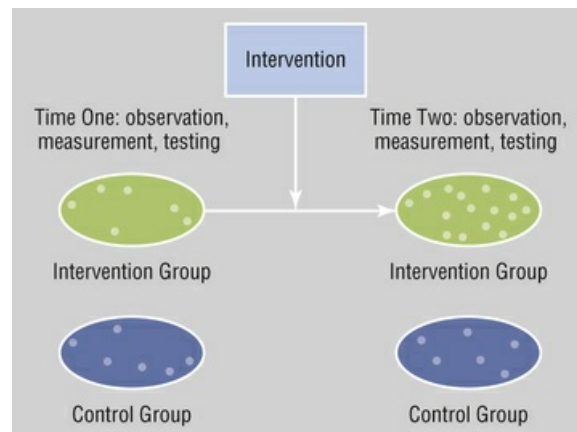 Intervention
Time One: observation,
measurement, testing
Time Two: observation,
measurement, testing
Intervention Group
Intervention Group
Control Group
Control Group